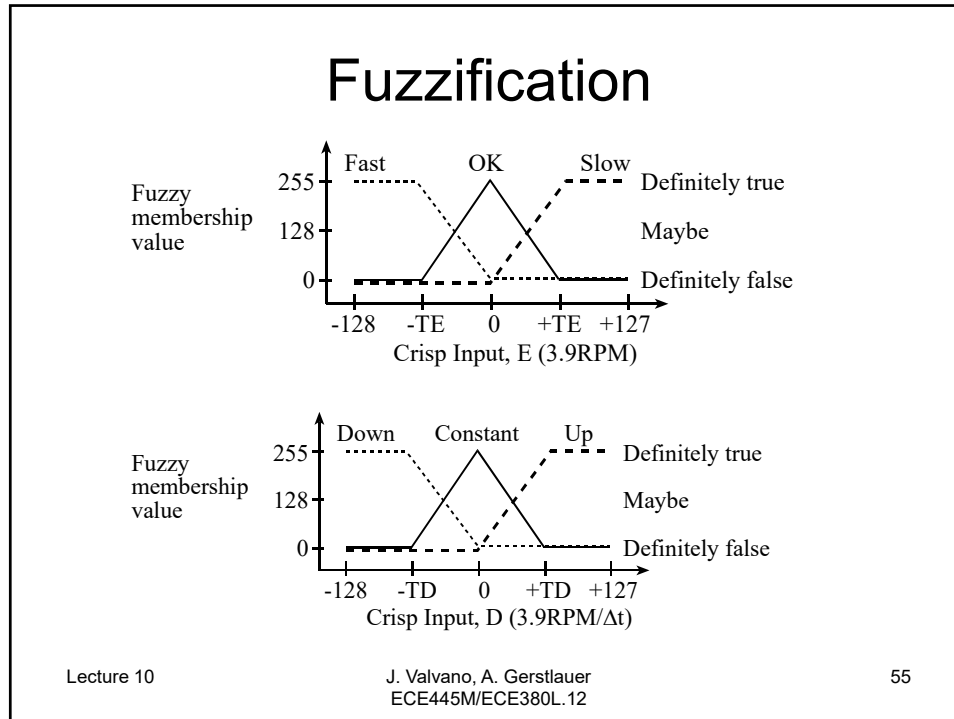 Fuzzification
Fast OK Slow
Fuzzy
membership
value
255
128
0
Definitely true
Maybe
Definitely false
-128 -TE 0 +TE +127
Crisp Input, E (3.9RPM)
Down Constant Up
Fuzzy
membership
value
255
128
0
Definitely true
Maybe
Definitely false
-128 -TD 0 +TD +127
Crisp Input, D (3.9RPM/Δt)
Lecture 10
J. Valvano, A. Gerstlauer
ECE445M/ECE380L.12
55